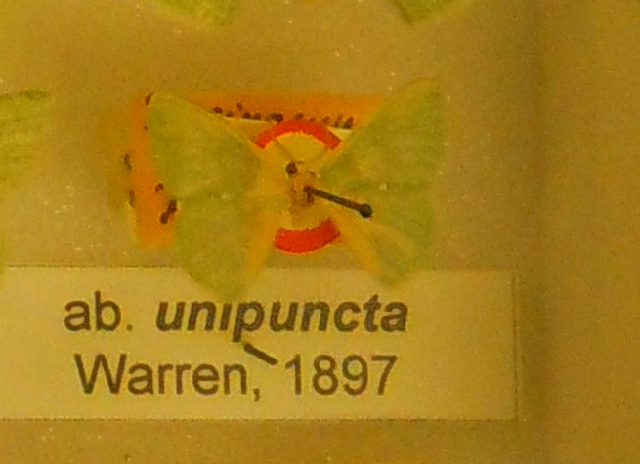 ab. unipuncta
Warren, 1897